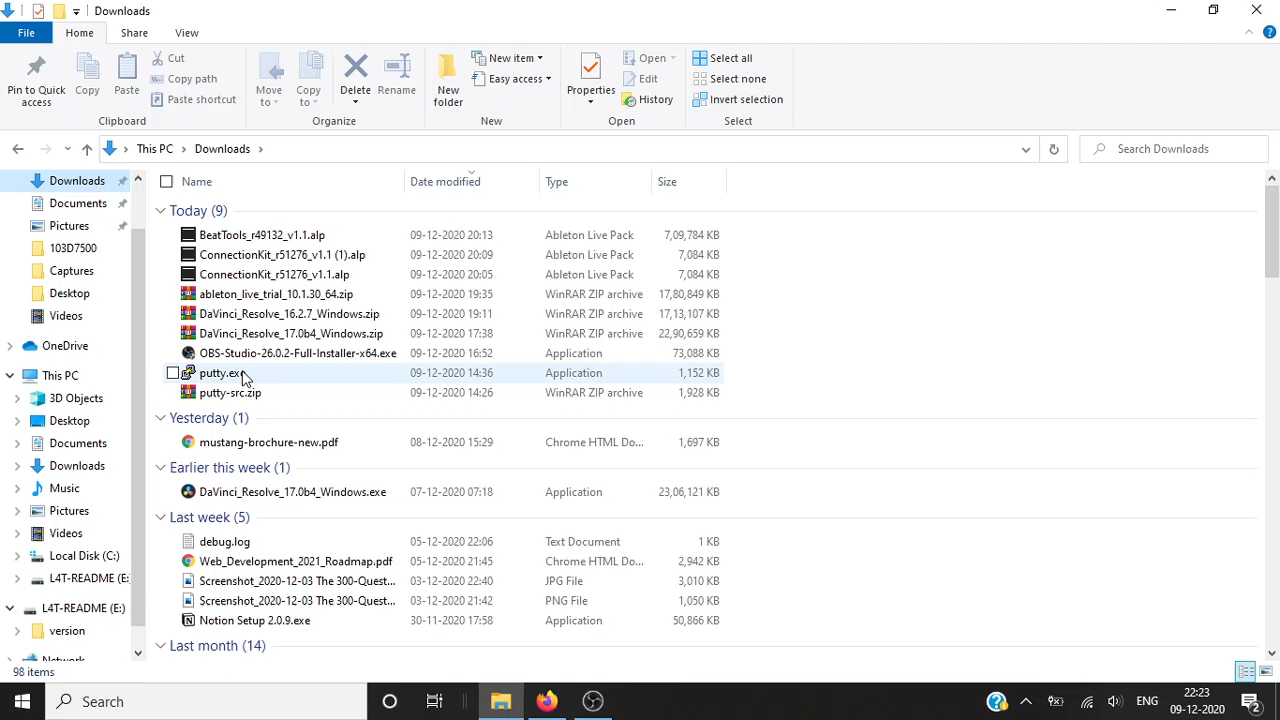 Downloads
File Home Share View
Pin to Quick access
Copy
Paste
Cut
Copy path
Paste shortcut
Clipboard
Move to
Copy to
Delete
Rename
Organize
New folder
New item
Easy access
New
Properties
Open
Edit
History
Open
Select all
Select none
Invert selection
Select
This PC Downloads
Search Downloads
Downloads
Documents
Pictures
103D7500
Captures
Desktop
Videos
OneDrive
This PC
3D Objects
Desktop
Documents
Downloads
Music
Pictures
Videos
Local Disk (C:)
L4T-README (E:
L4T-README (E:)
version
Network
Name Date modified Type Size
Today (9)
BeatTools_r49132_v1.1.alp 09-12-2020 20:13 Ableton Live Pack 7,09,784 KB
ConnectionKit_r51276_v1.1 (1).alp 09-12-2020 20:09 Ableton Live Pack 7,084 KB
ConnectionKit_r51276_v1.1.alp 09-12-2020 20:05 Ableton Live Pack 7,084 KB
ableton_live_trial_10.1.30_64.zip 09-12-2020 19:35 WinRAR ZIP archive 17,80,849 KB
DaVinci_Resolve_16.2.7_Windows.zip 09-12-2020 19:11 WinRAR ZIP archive 17,13,107 KB
DaVinci_Resolve_17.0b4_Windows.zip 09-12-2020 17:38 WinRAR ZIP archive 22,90,659 KB
OBS-Studio-26.0.2-Full-Installer-x64.exe 09-12-2020 16:52 Application 73,088 KB
putty.exe 09-12-2020 14:36 Application 1,152 KB
putty-src.zip 09-12-2020 14:26 WinRAR ZIP archive 1,928 KB
Yesterday (1)
mustang-brochure-new.pdf 08-12-2020 15:29 Chrome HTML Do... 1,697 KB
Earlier this week (1)
DaVinci_Resolve_17.0b4_Windows.exe 07-12-2020 07:18 Application 23,06,121 KB
Last week (5)
debug.log 05-12-2020 22:06 Text Document 1 KB
Web_Development_2021_Roadmap.pdf 05-12-2020 21:45 Chrome HTML Do... 2,942 KB
Screenshot_2020-12-03 The 300-Quest... 03-12-2020 22:40 JPG File 3,010 KB
Screenshot_2020-12-03 The 300-Quest... 03-12-2020 21:42 PNG File 1,050 KB
Notion Setup 2.0.9.exe 30-11-2020 17:58 Application 50,866 KB
Last month (14)
98 items
Search
ENG
22:23
09-12-2020
2